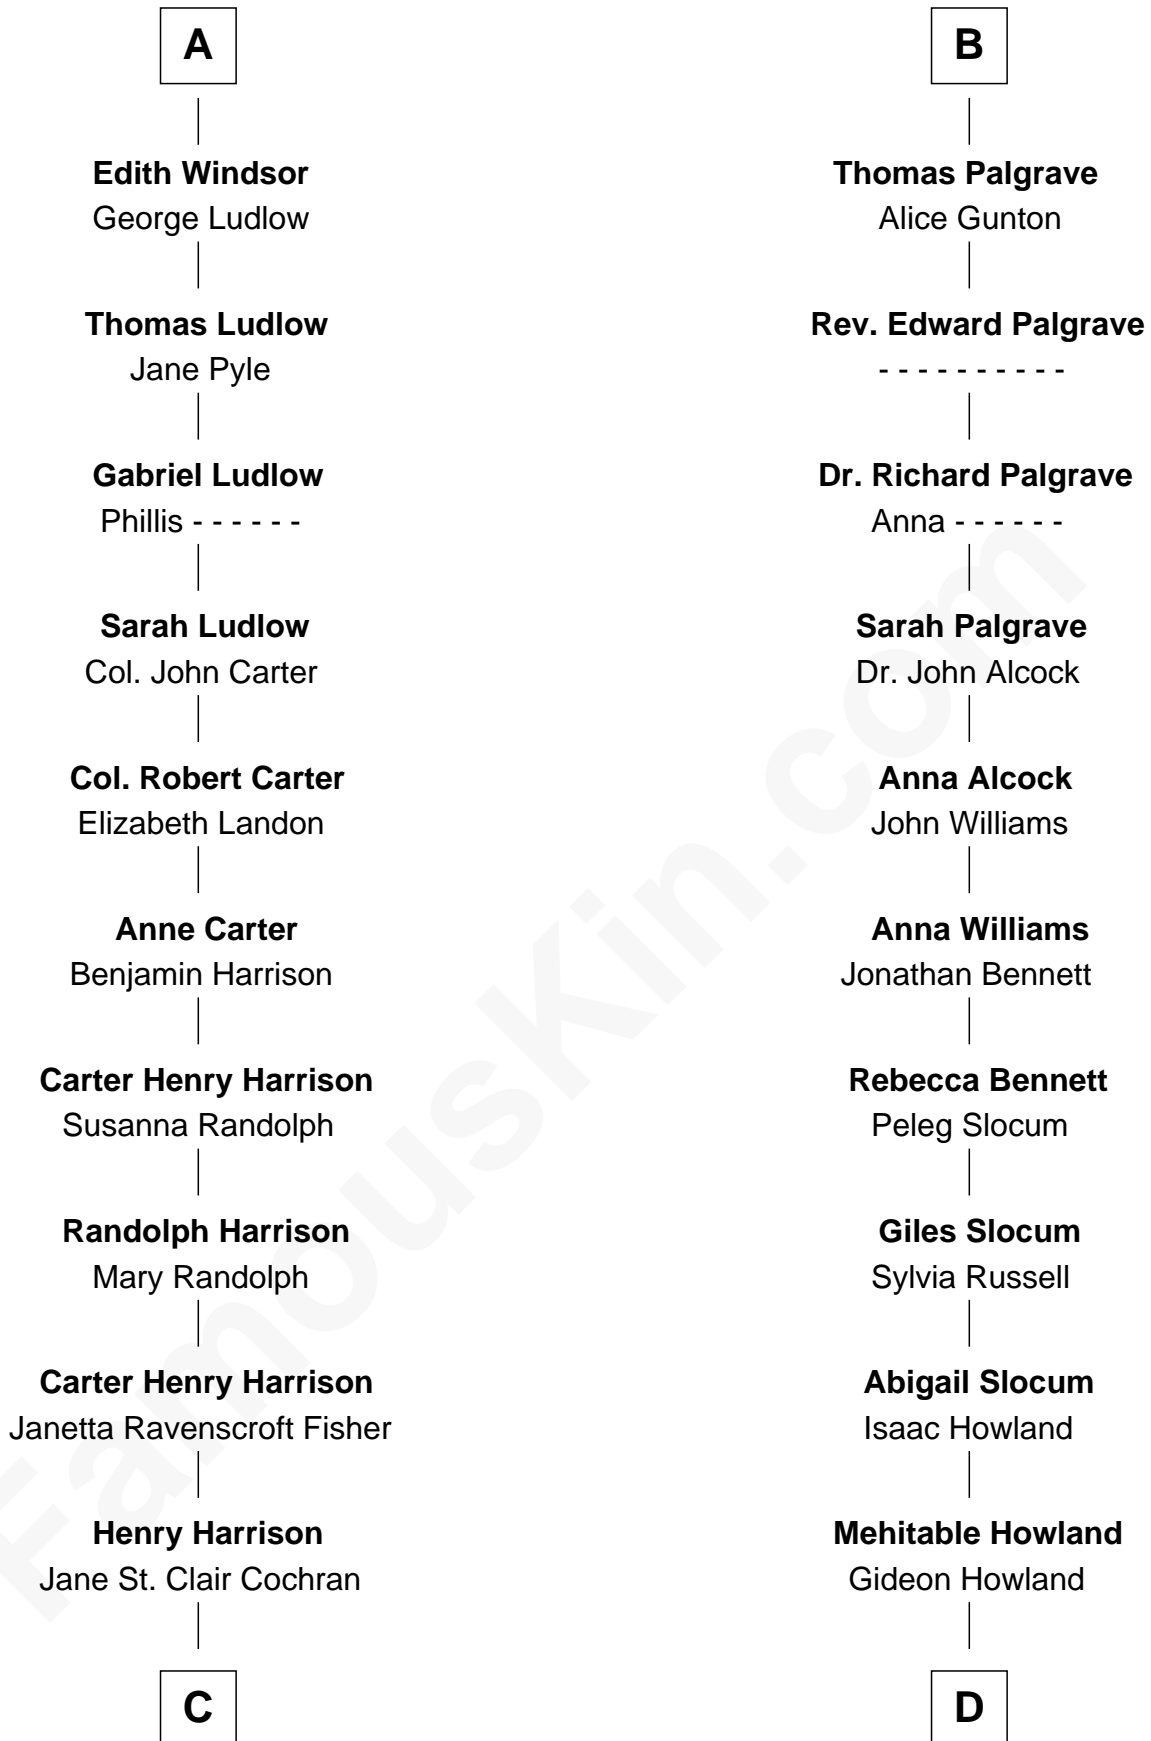 A
Edith Windsor
George Ludlow
Thomas Ludlow
Jane Pyle
Gabriel Ludlow
Phillis - - - - - -
Sarah Ludlow
Col. John Carter
Col. Robert Carter
Elizabeth Landon
Anne Carter
Benjamin Harrison
Carter Henry Harrison
Susanna Randolph
Randolph Harrison
Mary Randolph
Carter Henry Harrison
Janetta Ravenscroft Fisher
Henry Harrison
Jane St. Clair Cochran
C
B
Thomas Palgrave
Alice Gunton
Rev. Edward Palgrave
- - - - - - - - - -
Dr. Richard Palgrave
Anna - - - - - -
Sarah Palgrave
Dr. John Alcock
Anna Alcock
John Williams
Anna Williams
Jonathan Bennett
Rebecca Bennett
Peleg Slocum
Giles Slocum
Sylvia Russell
Abigail Slocum
Isaac Howland
Mehitable Howland
Gideon Howland
D
FamousKin.com